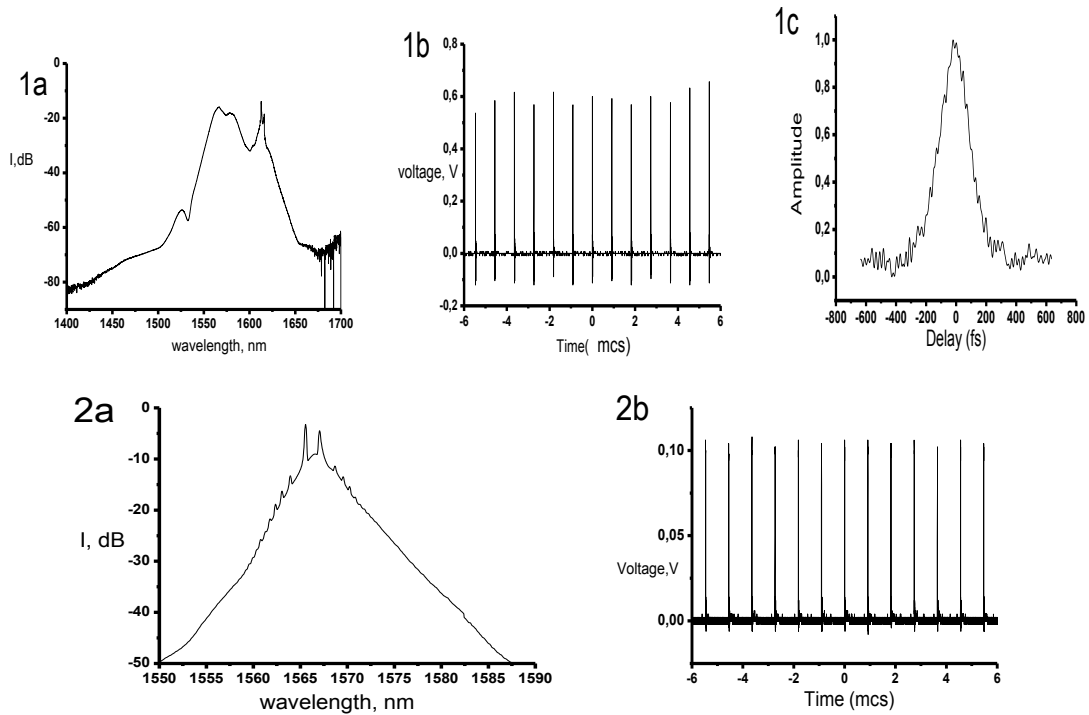 1a
I,dB
0
-20
-40
-60
-80
1400 1450 1500 1550 1600 1650 1700
wavelength, nm
1b
voltage, V
0,8
0,6
0,4
0,2
0,0
-0,2
-6 -4 -2 0 2 4 6
Time( mcs)
1c
Amplitude
1,0
0,8
0,6
0,4
0,2
0,0
-800 -600 -400 -200 0 200 400 600 800
Delay (fs)
2a
I, dB
0
-10
-20
-30
-40
-50
1550 1555 1560 1565 1570 1575 1580 1585 1590
wavelength, nm
2b
Voltage,V
0,10
0,05
0,00
-6 -4 -2 0 2 4 6
Time (mcs)